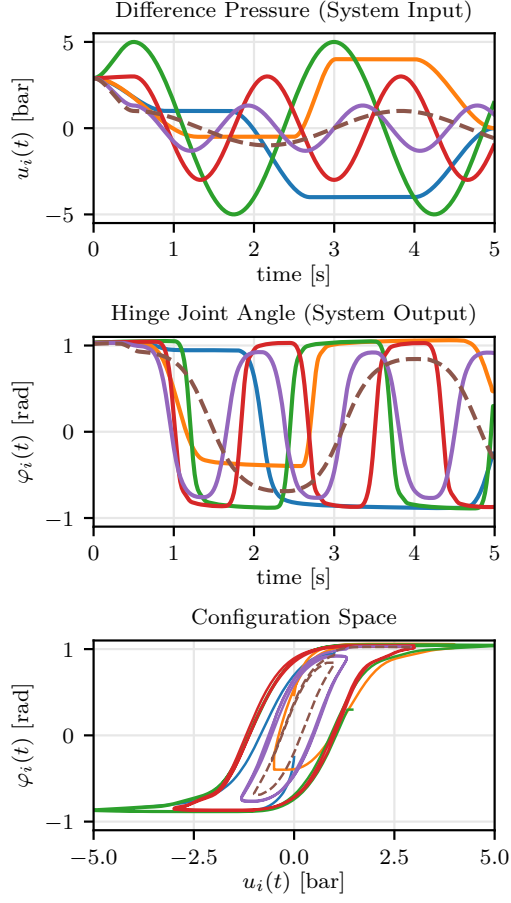 Difference Pressure (System Input)
5
0
−5
u_i(t) [bar]
0 1 2 3 4 5
time [s]
Hinge Joint Angle (System Output)
1
0
−1
φ_i(t) [rad]
0 1 2 3 4 5
time [s]
Configuration Space
1
0
−1
φ_i(t) [rad]
−5.0 −2.5 0.0 2.5 5.0
u_i(t) [bar]